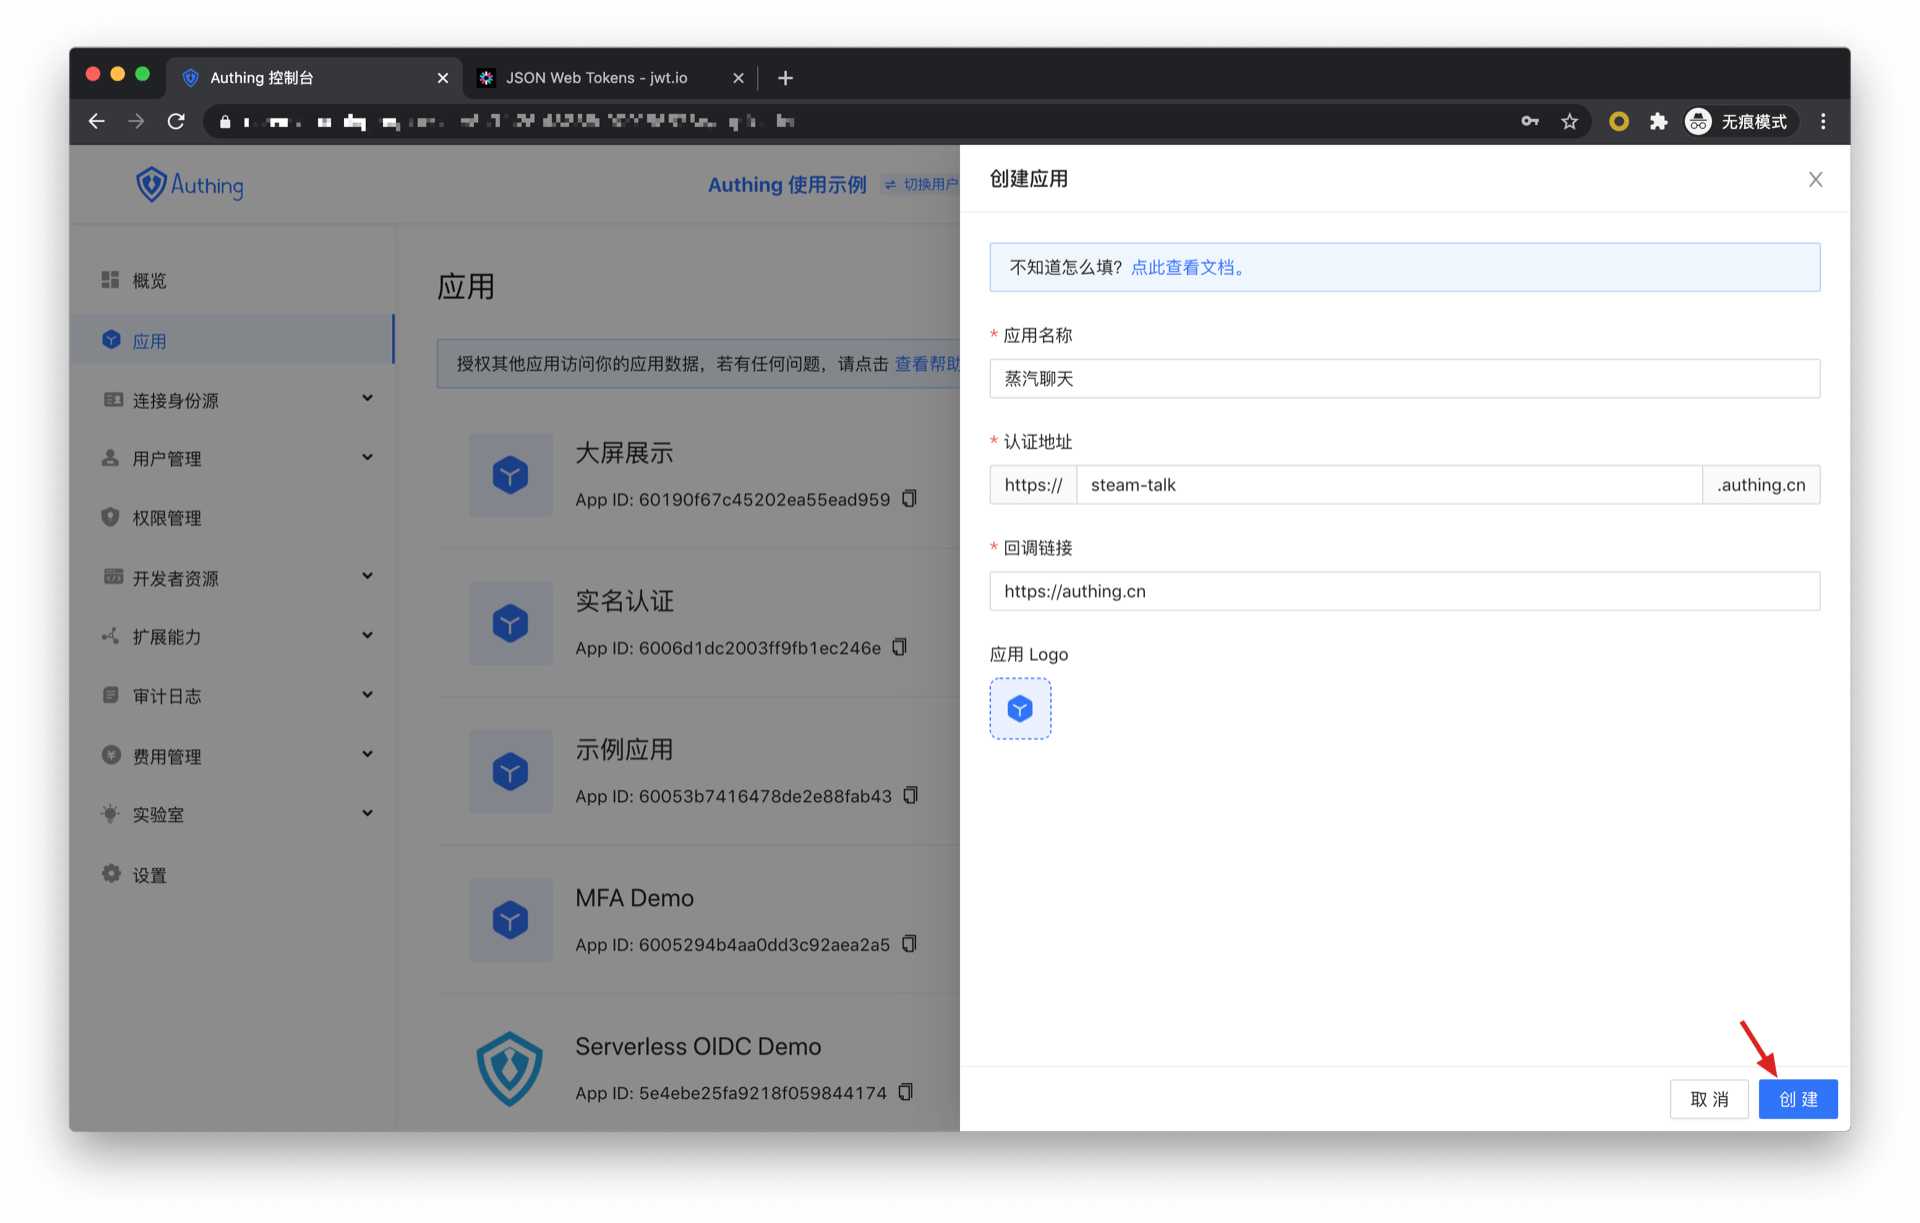 Authing 控制台
JSON Web Tokens - jwt.io
无痕模式
Authing
Authing 使用示例
切换用户
概览
应用
连接身份源
用户管理
权限管理
开发者资源
扩展能力
审计日志
费用管理
实验室
设置
应用
授权其他应用访问你的应用数据，若有任何问题，请点击 查看帮助
大屏展示
App ID: 60190f67c45202ea55ead959
实名认证
App ID: 6006d1dc2003ff9fb1ec246e
示例应用
App ID: 60053b7416478de2e88fab43
MFA Demo
App ID: 6005294b4aa0dd3c92aea2a5
Serverless OIDC Demo
App ID: 5e4ebe25fa9218f059844174
创建应用
不知道怎么填？点此查看文档。
* 应用名称
蒸汽聊天
* 认证地址
https:// steam-talk .authing.cn
* 回调链接
https://authing.cn
应用 Logo
取 消
创 建